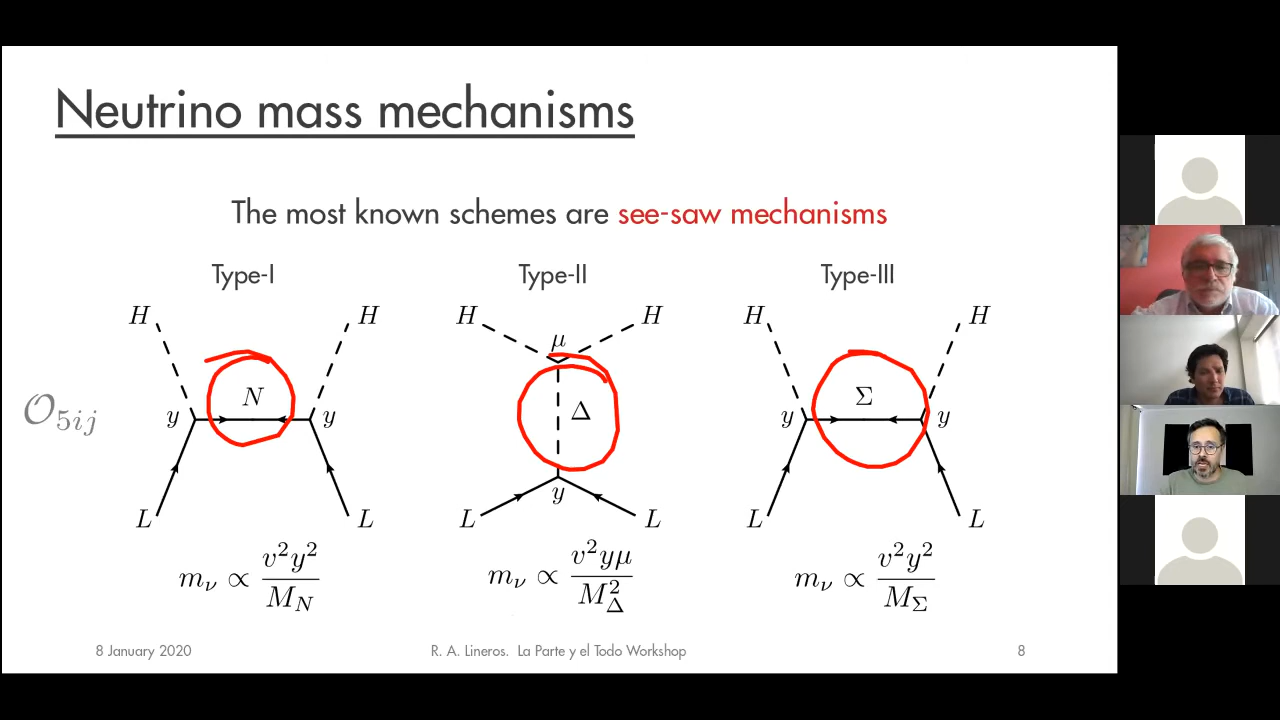 Neutrino mass mechanisms
The most known schemes are see-saw mechanisms
Type-I Type-II Type-III
H H H H H H
μ
N Δ Σ
𝒪₅ᵢⱼ y y y y
y
L L L L L L
m_ν ∝ v²y²/M_N m_ν ∝ v²yμ/M²_Δ m_ν ∝ v²y²/M_Σ
8 January 2020 R. A. Lineros. La Parte y el Todo Workshop 8